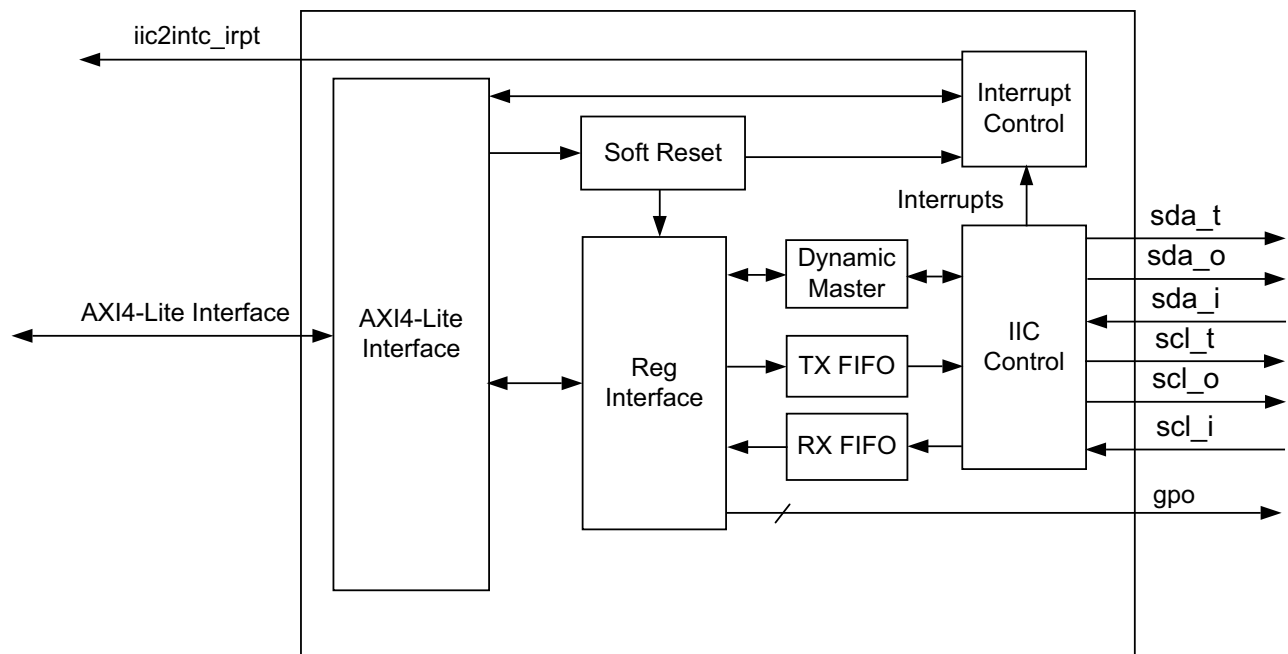 iic2intc_irpt
Interrupt
Control
Soft Reset
Interrupts
sda_t
Dynamic
Master
sda_o
AXI4-Lite Interface
AXI4-Lite
Interface
sda_i
IIC
Control
scl_t
Reg
Interface
TX FIFO
scl_o
RX FIFO
scl_i
gpo